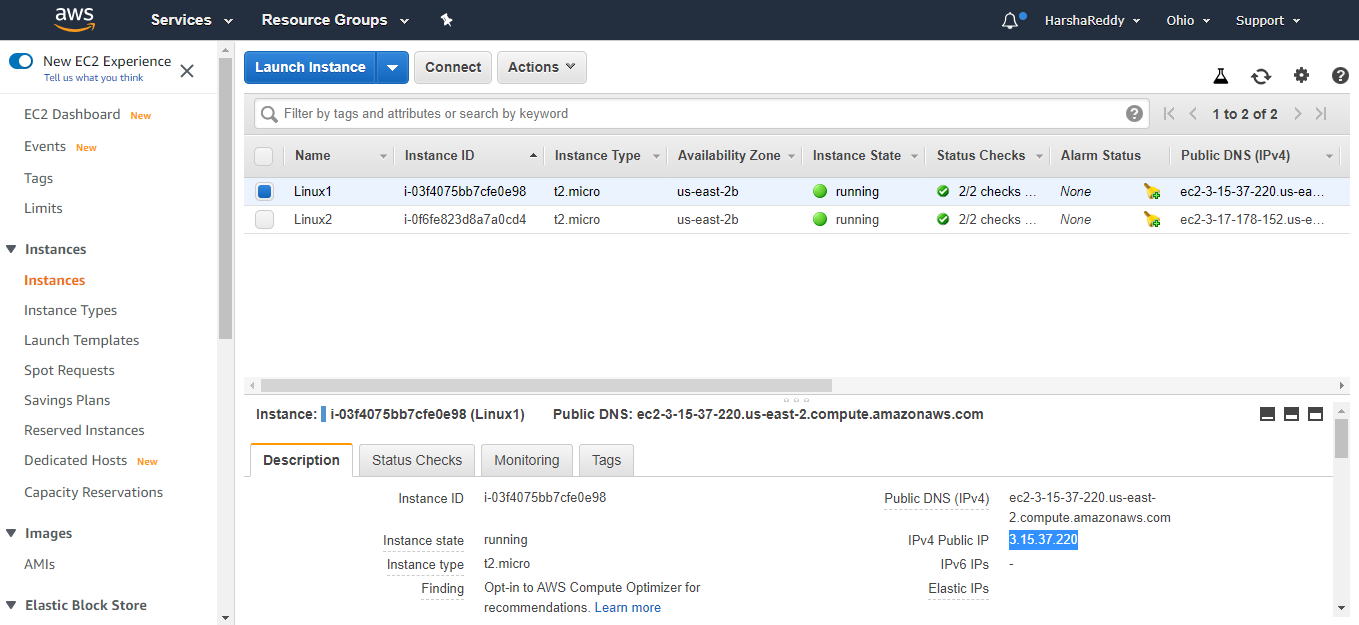 aws Services Resource Groups HarshaReddy Ohio Support
New EC2 Experience
Tell us what you think
EC2 Dashboard New
Events New
Tags
Limits
Instances
Instances
Instance Types
Launch Templates
Spot Requests
Savings Plans
Reserved Instances
Dedicated Hosts New
Capacity Reservations
Images
AMIs
Elastic Block Store
Launch Instance Connect Actions
Filter by tags and attributes or search by keyword ? 1 to 2 of 2
Name Instance ID Instance Type Availability Zone Instance State Status Checks Alarm Status Public DNS (IPv4)
Linux1 i-03f4075bb7cfe0e98 t2.micro us-east-2b running 2/2 checks … None ec2-3-15-37-220.us-ea…
Linux2 i-0f6fe823d8a7a0cd4 t2.micro us-east-2b running 2/2 checks … None ec2-3-17-178-152.us-e…
Instance: i-03f4075bb7cfe0e98 (Linux1) Public DNS: ec2-3-15-37-220.us-east-2.compute.amazonaws.com
Description Status Checks Monitoring Tags
Instance ID i-03f4075bb7cfe0e98
Instance state running
Instance type t2.micro
Finding Opt-in to AWS Compute Optimizer for
recommendations. Learn more
Public DNS (IPv4) ec2-3-15-37-220.us-east-
2.compute.amazonaws.com
IPv4 Public IP 3.15.37.220
IPv6 IPs -
Elastic IPs